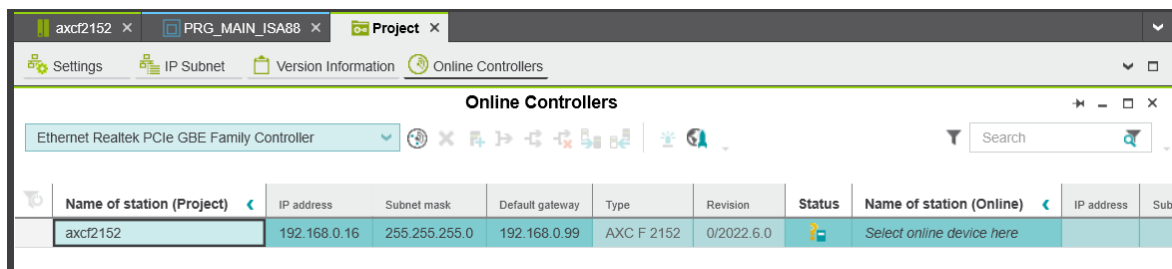 axcf2152 PRG_MAIN_ISA88 Project
Settings IP Subnet Version Information Online Controllers
Online Controllers
Ethernet Realtek PCIe GBE Family Controller Search
Name of station (Project) IP address Subnet mask Default gateway Type Revision Status Name of station (Online) IP address Sub
axcf2152 192.168.0.16 255.255.255.0 192.168.0.99 AXC F 2152 0/2022.6.0 Select online device here